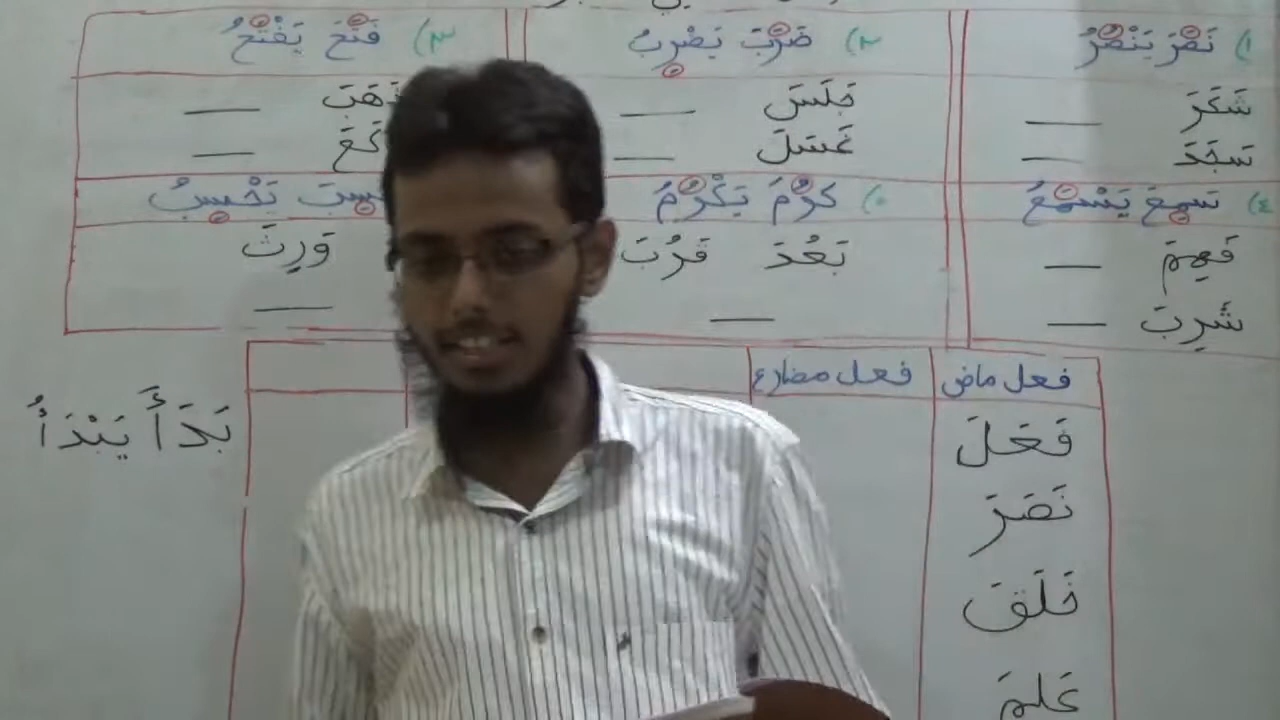 ١) نَصَرَ يَنْصُرُ
شَكَرَ
سَجَدَ
٢) ضَرَبَ يَضْرِبُ
جَلَسَ
غَسَلَ
٣) فَتَحَ يَفْتَحُ
ذَهَبَ
٤) سَمِعَ يَسْمَعُ
فَهِمَ
شَرِبَ
٥) كَرُمَ يَكْرُمُ
بَعُدَ قَرُبَ
حَسِبَ يَحْسِبُ
وَرِثَ
فعل ماض
فعل مضارع
فَعَلَ
نَصَرَ
خَلَقَ
عَلِمَ
بَدَأَ يَبْدَأُ